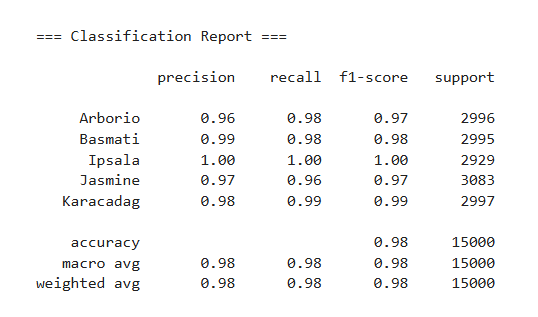 === Classification Report ===
precision recall f1-score support
Arborio 0.96 0.98 0.97 2996
Basmati 0.99 0.98 0.98 2995
Ipsala 1.00 1.00 1.00 2929
Jasmine 0.97 0.96 0.97 3083
Karacadag 0.98 0.99 0.99 2997
accuracy 0.98 15000
macro avg 0.98 0.98 0.98 15000
weighted avg 0.98 0.98 0.98 15000